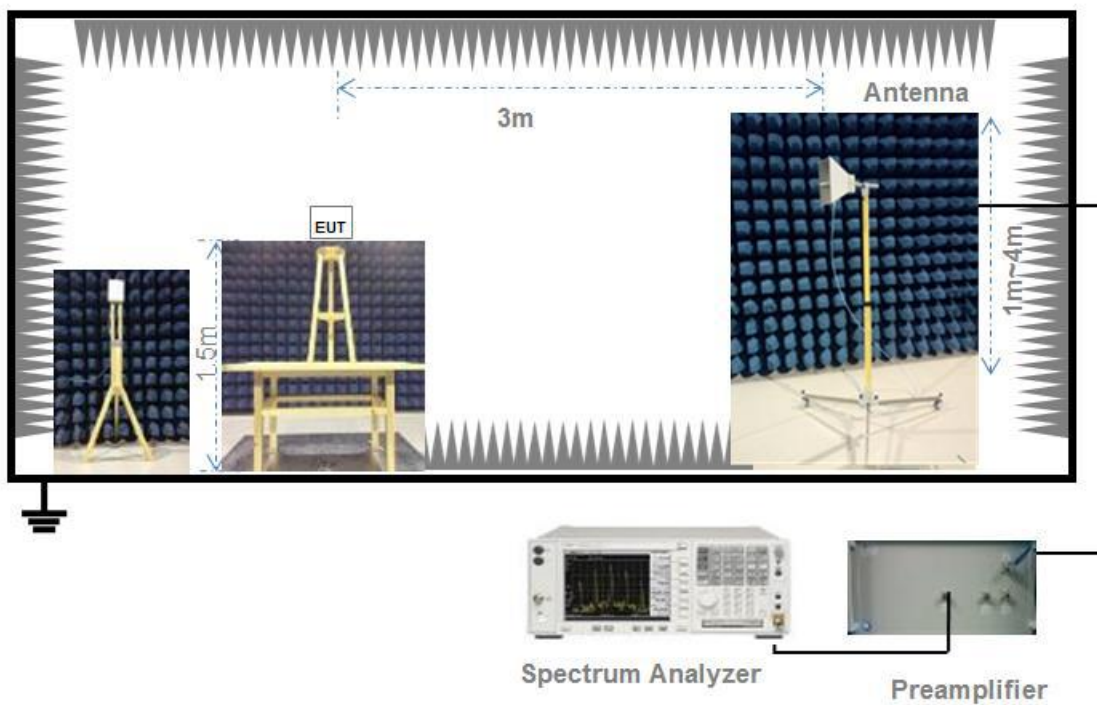 Antenna
3m
EUT
1.5m
1m~4m
Spectrum Analyzer
Preamplifier